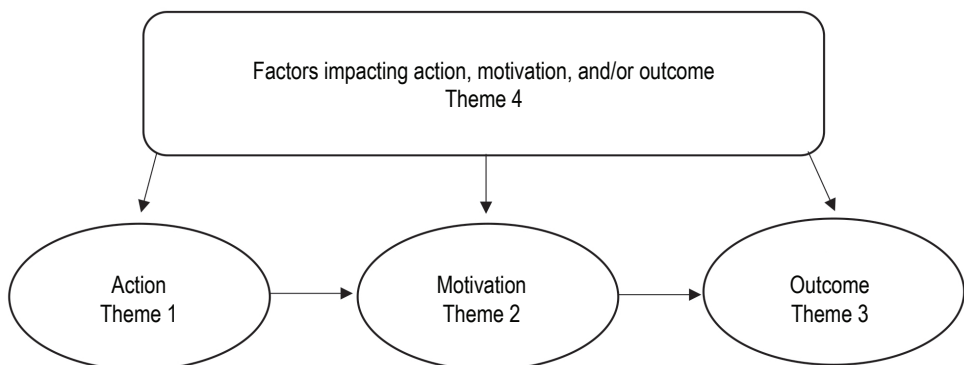 Factors impacting action, motivation, and/or outcome
Theme 4
Action
Theme 1
Motivation
Theme 2
Outcome
Theme 3